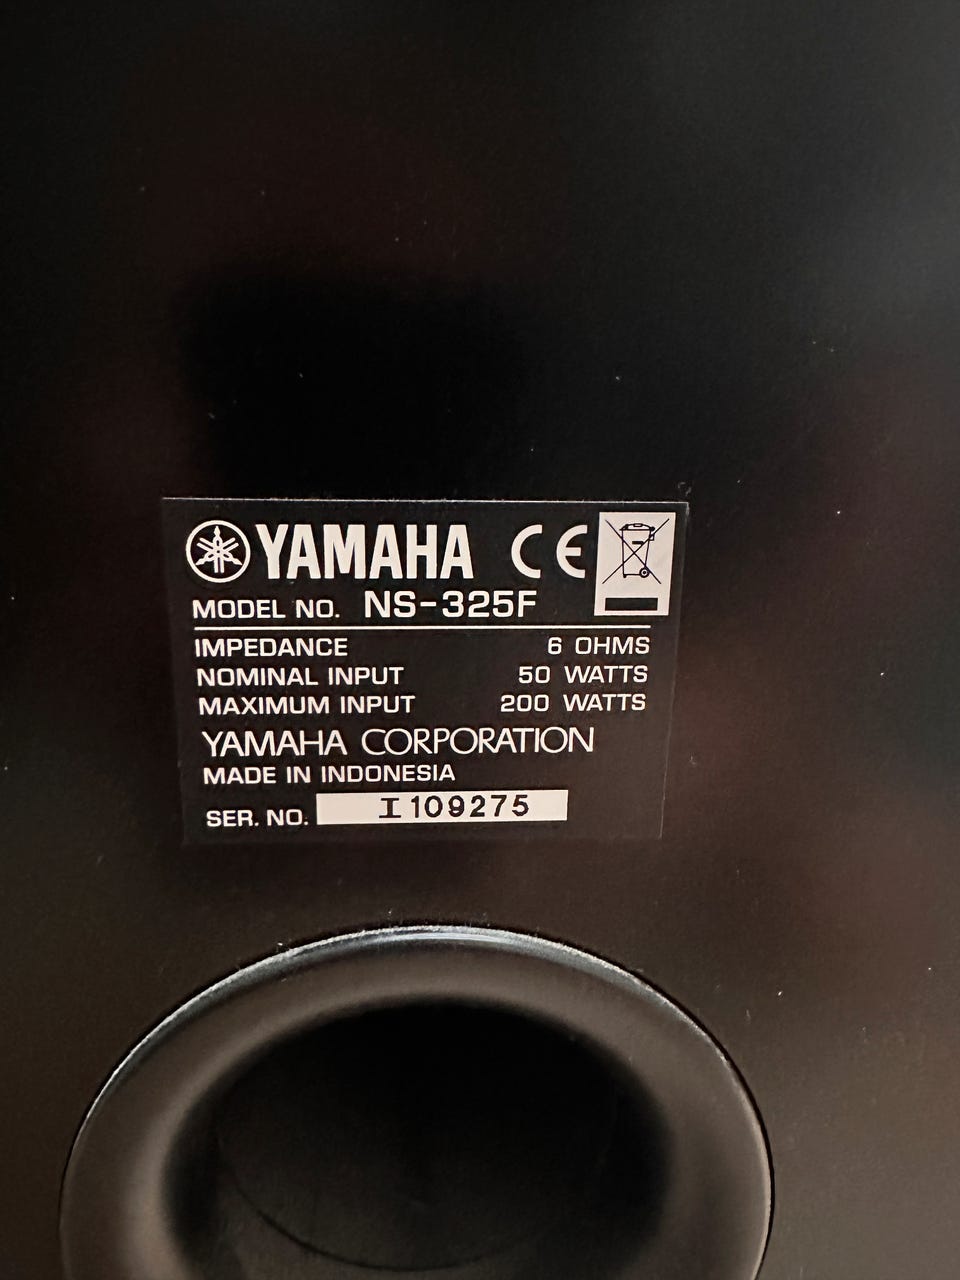 YAMAHA CE
MODEL NO. NS-325F
IMPEDANCE 6 OHMS
NOMINAL INPUT 50 WATTS
MAXIMUM INPUT 200 WATTS
YAMAHA CORPORATION
MADE IN INDONESIA
SER. NO. I109275